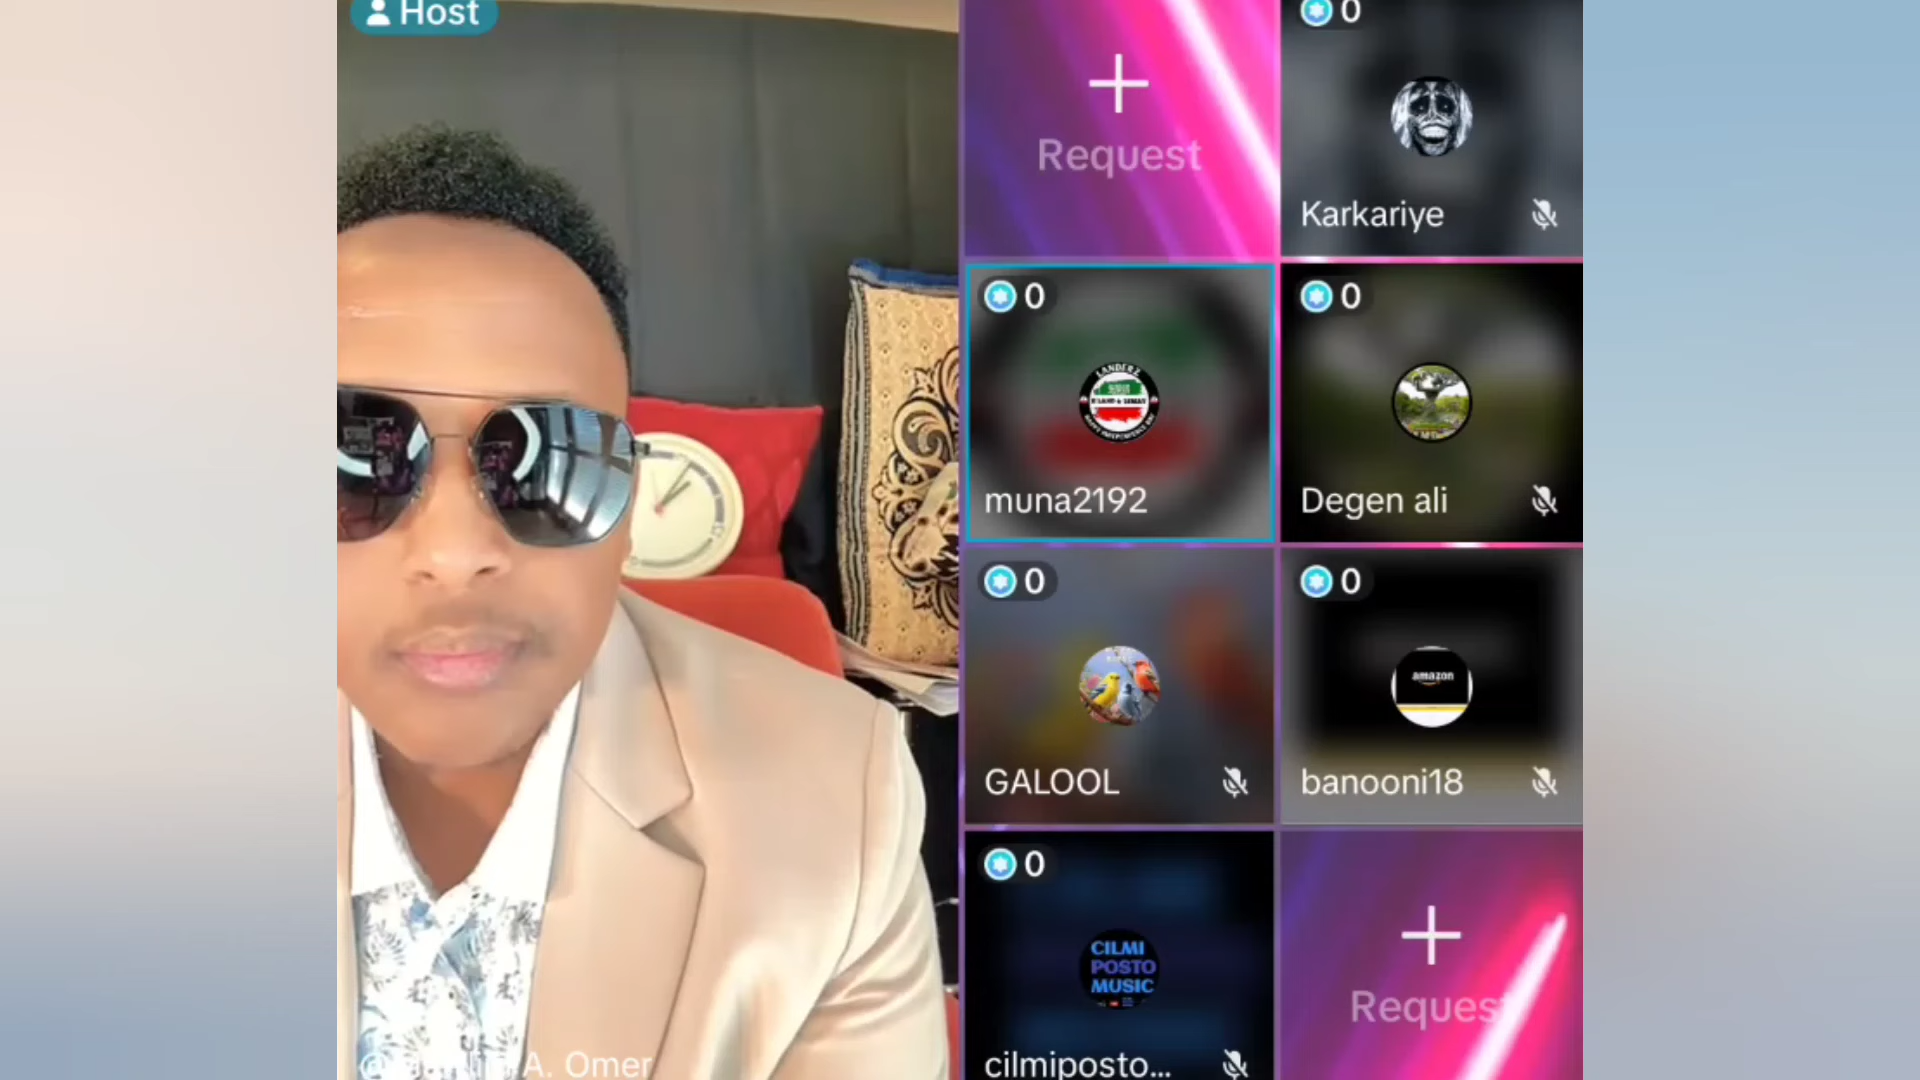 Host
Request
0
Karkariye
0
LANDER2
muna2192
0
Degen ali
0
GALOOL
0
amazon
banooni18
0
CILMI
POSTO
MUSIC
cilmiposto...
Request
A. Omer